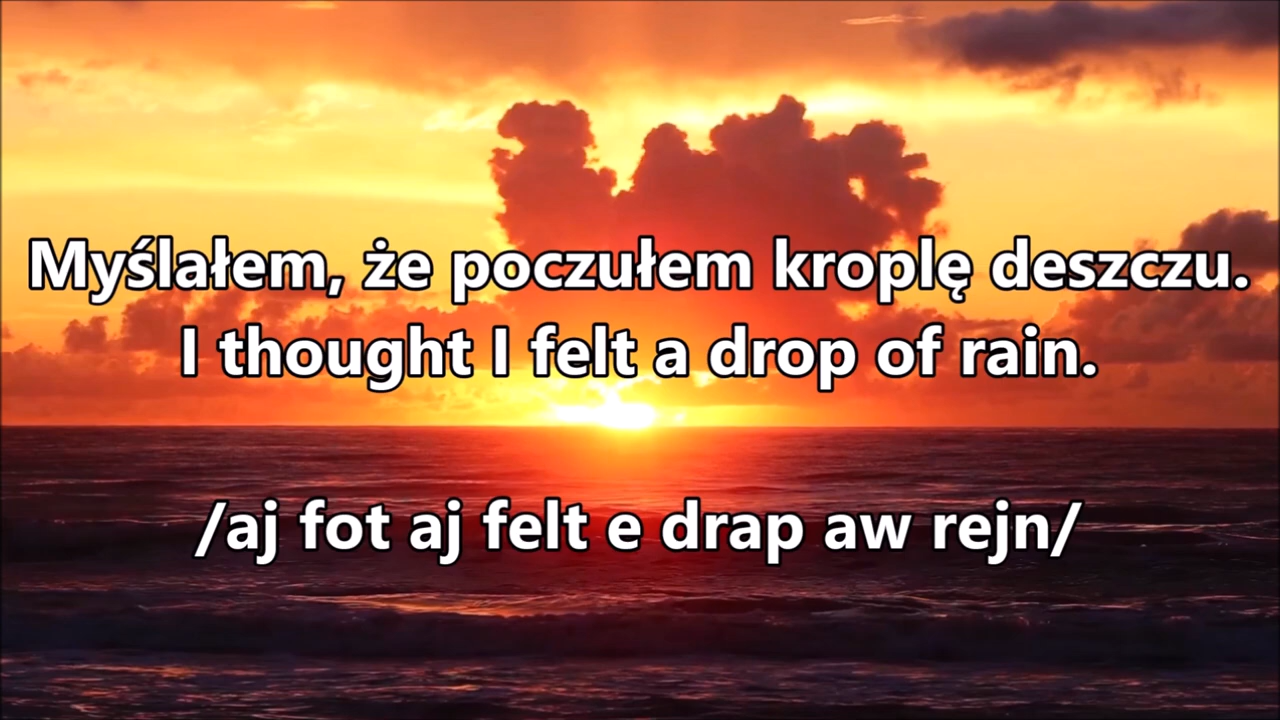 Myślałem, że poczułem kroplę deszczu.
I thought I felt a drop of rain.
/aj fot aj felt e drap aw rejn/